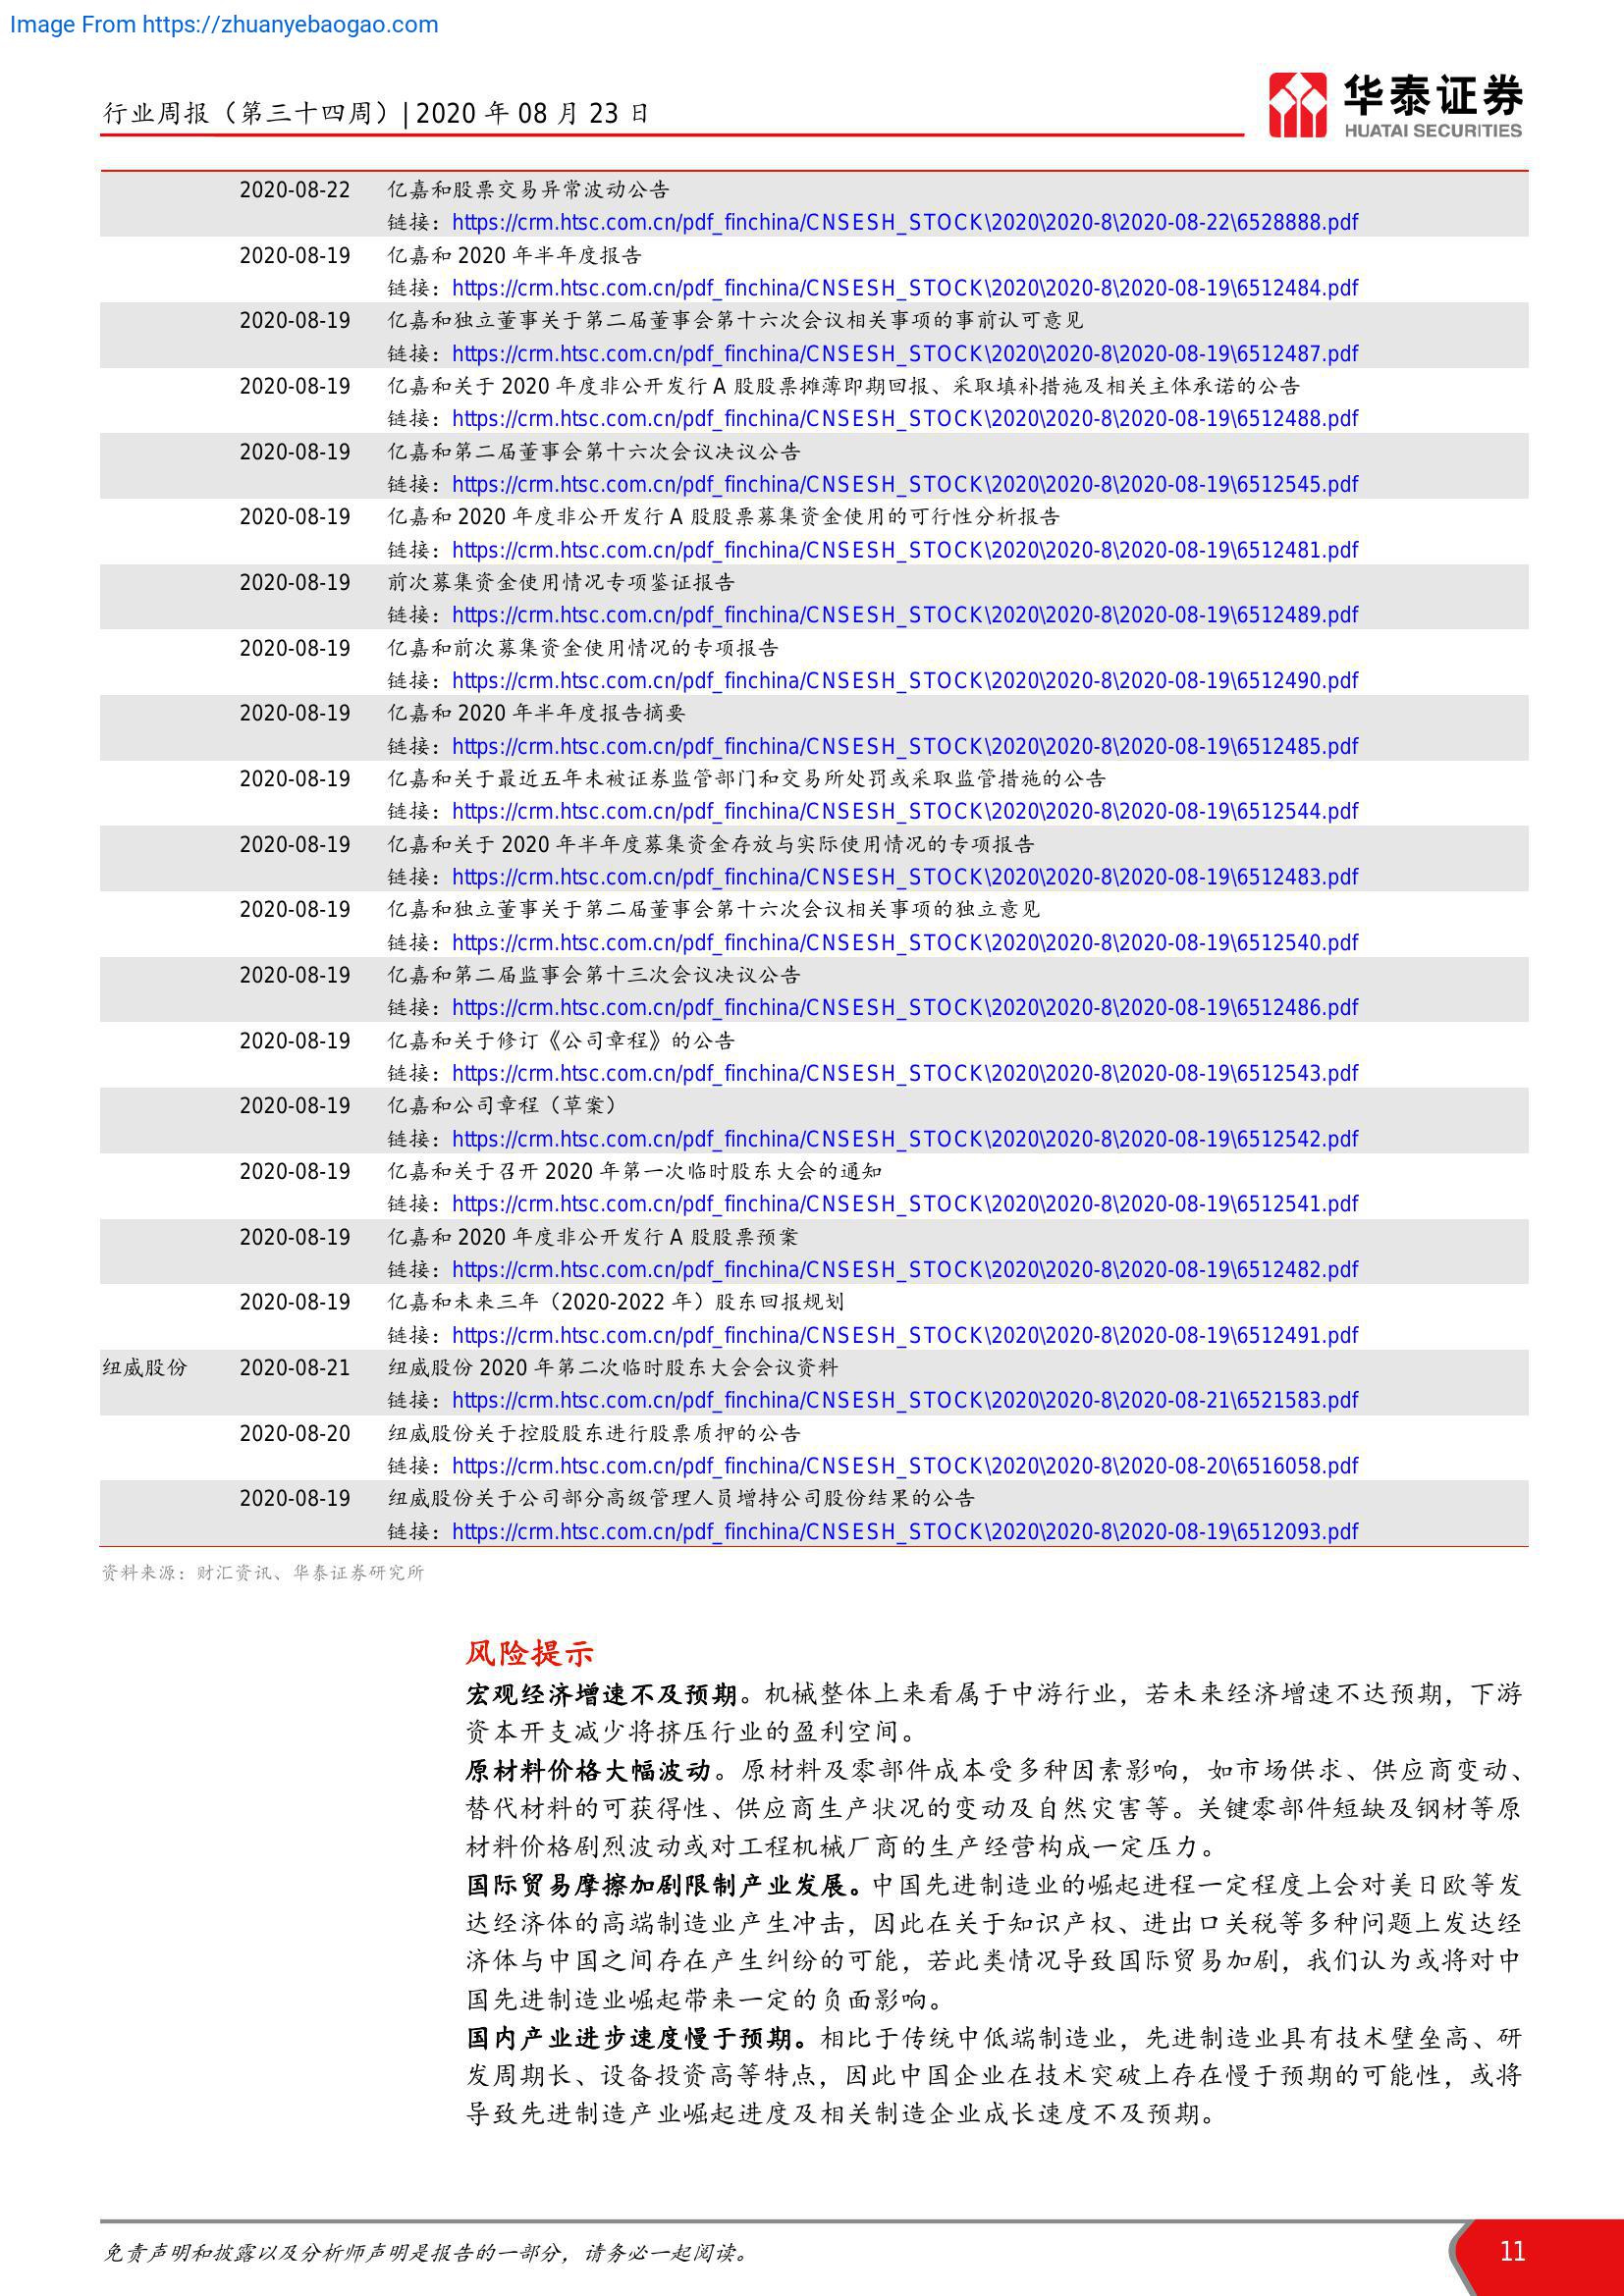 Image From https://zhuanyebaogao.com
行业周报（第三十四周）| 2020 年 08 月 23 日
华泰证券
HUATAI SECURITIES
2020-08-22 亿嘉和股票交易异常波动公告
链接：https://crm.htsc.com.cn/pdf_finchina/CNSESH_STOCK\2020\2020-8\2020-08-22\6528888.pdf
2020-08-19 亿嘉和 2020 年半年度报告
链接：https://crm.htsc.com.cn/pdf_finchina/CNSESH_STOCK\2020\2020-8\2020-08-19\6512484.pdf
2020-08-19 亿嘉和独立董事关于第二届董事会第十六次会议相关事项的事前认可意见
链接：https://crm.htsc.com.cn/pdf_finchina/CNSESH_STOCK\2020\2020-8\2020-08-19\6512487.pdf
2020-08-19 亿嘉和关于 2020 年度非公开发行 A 股股票摊薄即期回报、采取填补措施及相关主体承诺的公告
链接：https://crm.htsc.com.cn/pdf_finchina/CNSESH_STOCK\2020\2020-8\2020-08-19\6512488.pdf
2020-08-19 亿嘉和第二届董事会第十六次会议决议公告
链接：https://crm.htsc.com.cn/pdf_finchina/CNSESH_STOCK\2020\2020-8\2020-08-19\6512545.pdf
2020-08-19 亿嘉和 2020 年度非公开发行 A 股股票募集资金使用的可行性分析报告
链接：https://crm.htsc.com.cn/pdf_finchina/CNSESH_STOCK\2020\2020-8\2020-08-19\6512481.pdf
2020-08-19 前次募集资金使用情况专项鉴证报告
链接：https://crm.htsc.com.cn/pdf_finchina/CNSESH_STOCK\2020\2020-8\2020-08-19\6512489.pdf
2020-08-19 亿嘉和前次募集资金使用情况的专项报告
链接：https://crm.htsc.com.cn/pdf_finchina/CNSESH_STOCK\2020\2020-8\2020-08-19\6512490.pdf
2020-08-19 亿嘉和 2020 年半年度报告摘要
链接：https://crm.htsc.com.cn/pdf_finchina/CNSESH_STOCK\2020\2020-8\2020-08-19\6512485.pdf
2020-08-19 亿嘉和关于最近五年未被证券监管部门和交易所处罚或采取监管措施的公告
链接：https://crm.htsc.com.cn/pdf_finchina/CNSESH_STOCK\2020\2020-8\2020-08-19\6512544.pdf
2020-08-19 亿嘉和关于 2020 年半年度募集资金存放与实际使用情况的专项报告
链接：https://crm.htsc.com.cn/pdf_finchina/CNSESH_STOCK\2020\2020-8\2020-08-19\6512483.pdf
2020-08-19 亿嘉和独立董事关于第二届董事会第十六次会议相关事项的独立意见
链接：https://crm.htsc.com.cn/pdf_finchina/CNSESH_STOCK\2020\2020-8\2020-08-19\6512540.pdf
2020-08-19 亿嘉和第二届监事会第十三次会议决议公告
链接：https://crm.htsc.com.cn/pdf_finchina/CNSESH_STOCK\2020\2020-8\2020-08-19\6512486.pdf
2020-08-19 亿嘉和关于修订《公司章程》的公告
链接：https://crm.htsc.com.cn/pdf_finchina/CNSESH_STOCK\2020\2020-8\2020-08-19\6512543.pdf
2020-08-19 亿嘉和公司章程（草案）
链接：https://crm.htsc.com.cn/pdf_finchina/CNSESH_STOCK\2020\2020-8\2020-08-19\6512542.pdf
2020-08-19 亿嘉和关于召开 2020 年第一次临时股东大会的通知
链接：https://crm.htsc.com.cn/pdf_finchina/CNSESH_STOCK\2020\2020-8\2020-08-19\6512541.pdf
2020-08-19 亿嘉和 2020 年度非公开发行 A 股股票预案
链接：https://crm.htsc.com.cn/pdf_finchina/CNSESH_STOCK\2020\2020-8\2020-08-19\6512482.pdf
2020-08-19 亿嘉和未来三年（2020-2022 年）股东回报规划
链接：https://crm.htsc.com.cn/pdf_finchina/CNSESH_STOCK\2020\2020-8\2020-08-19\6512491.pdf
纽威股份 2020-08-21 纽威股份 2020 年第二次临时股东大会会议资料
链接：https://crm.htsc.com.cn/pdf_finchina/CNSESH_STOCK\2020\2020-8\2020-08-21\6521583.pdf
2020-08-20 纽威股份关于控股股东进行股票质押的公告
链接：https://crm.htsc.com.cn/pdf_finchina/CNSESH_STOCK\2020\2020-8\2020-08-20\6516058.pdf
2020-08-19 纽威股份关于公司部分高级管理人员增持公司股份结果的公告
链接：https://crm.htsc.com.cn/pdf_finchina/CNSESH_STOCK\2020\2020-8\2020-08-19\6512093.pdf
资料来源：财汇资讯、华泰证券研究所
风险提示
宏观经济增速不及预期。机械整体上来看属于中游行业，若未来经济增速不达预期，下游
资本开支减少将挤压行业的盈利空间。
原材料价格大幅波动。原材料及零部件成本受多种因素影响，如市场供求、供应商变动、
替代材料的可获得性、供应商生产状况的变动及自然灾害等。关键零部件短缺及钢材等原
材料价格剧烈波动或对工程机械厂商的生产经营构成一定压力。
国际贸易摩擦加剧限制产业发展。中国先进制造业的崛起进程一定程度上会对美日欧等发
达经济体的高端制造业产生冲击，因此在关于知识产权、进出口关税等多种问题上发达经
济体与中国之间存在产生纠纷的可能，若此类情况导致国际贸易加剧，我们认为或将对中
国先进制造业崛起带来一定的负面影响。
国内产业进步速度慢于预期。相比于传统中低端制造业，先进制造业具有技术壁垒高、研
发周期长、设备投资高等特点，因此中国企业在技术突破上存在慢于预期的可能性，或将
导致先进制造产业崛起进度及相关制造企业成长速度不及预期。
免责声明和披露以及分析师声明是报告的一部分，请务必一起阅读。
11